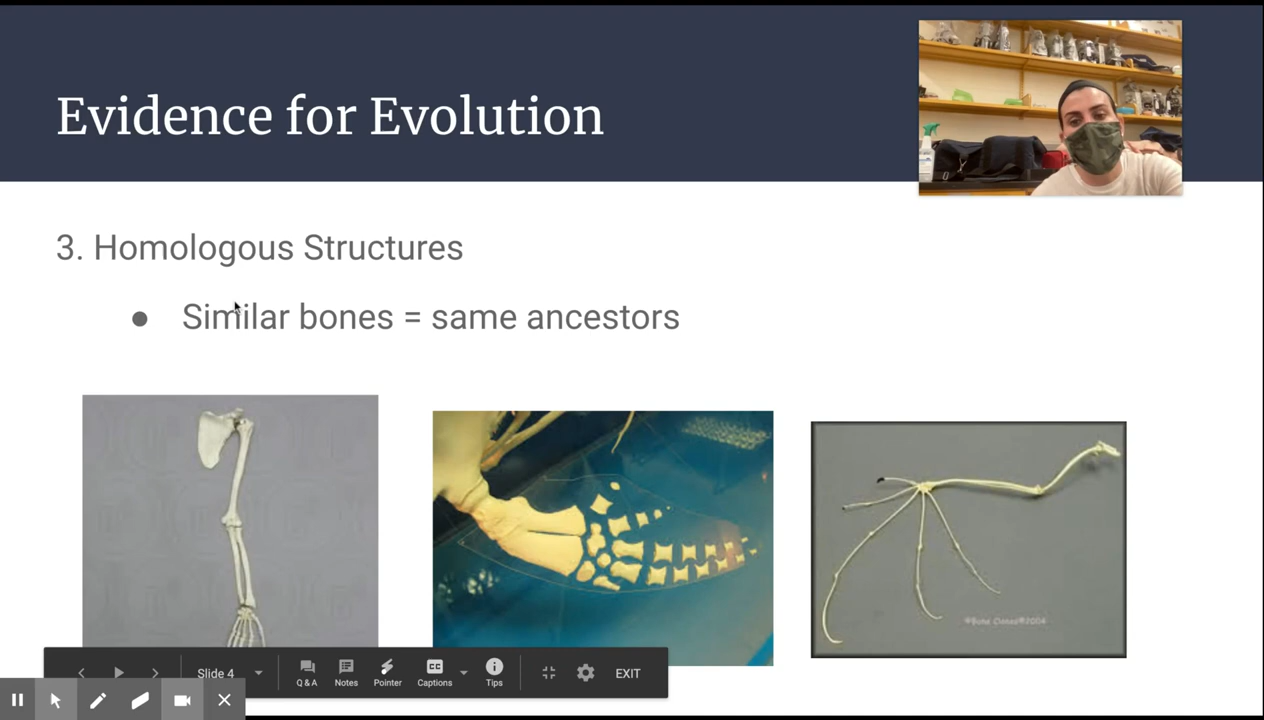 Evidence for Evolution
3. Homologous Structures
● Similar bones = same ancestors
©Bone Clones®2004
Slide 4
Q & A
Notes
Pointer
CC
Captions
Tips
EXIT